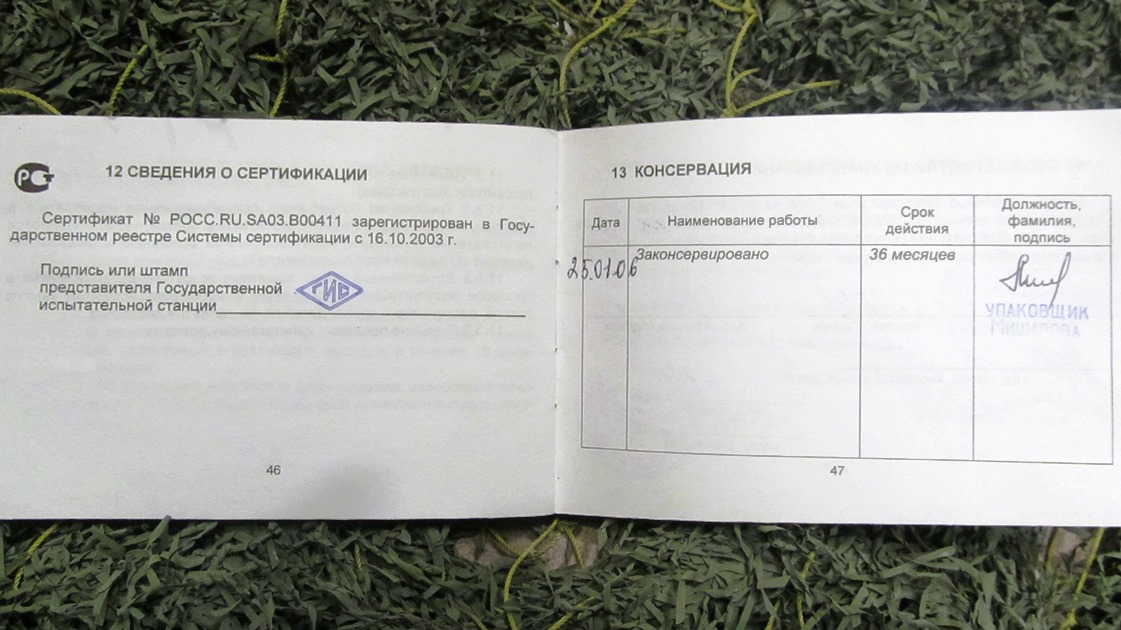 РСТ
12 СВЕДЕНИЯ О СЕРТИФИКАЦИИ
Сертификат № РОСС.RU.SA03.B00411 зарегистрирован в Госу-
дарственном реестре Системы сертификации с 16.10.2003 г.
Подпись или штамп
представителя Государственной
испытательной станции
ГИС
46
13 КОНСЕРВАЦИЯ
Дата
Наименование работы
Срок
действия
Должность,
фамилия,
подпись
25.01.06
Законсервировано
36 месяцев
УПАКОВЩИК
47